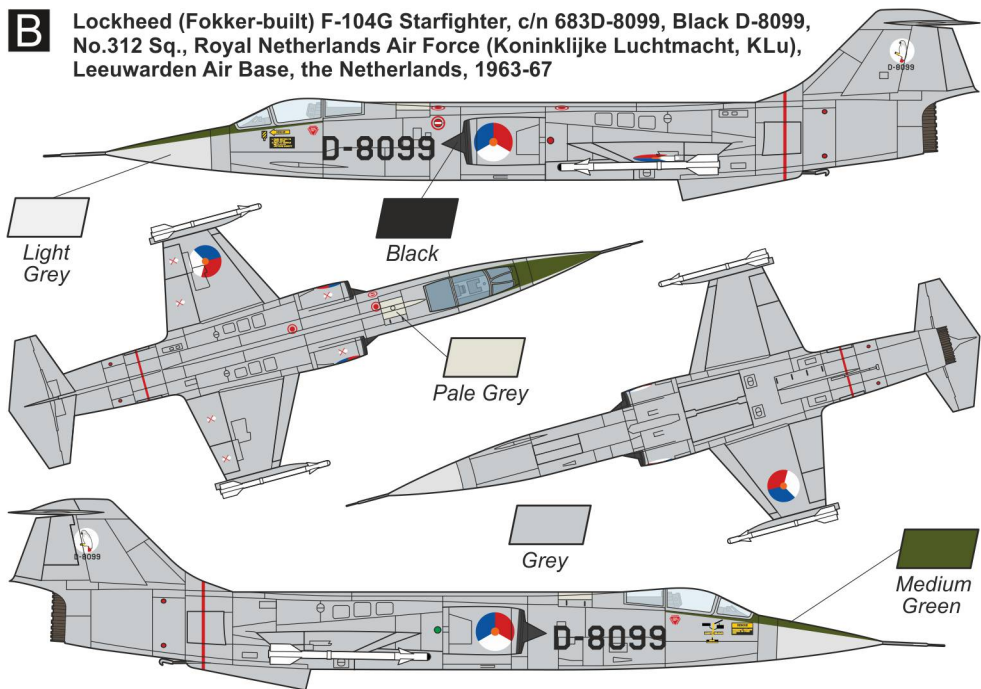 B
Lockheed (Fokker-built) F-104G Starfighter, c/n 683D-8099, Black D-8099,
No.312 Sq., Royal Netherlands Air Force (Koninklijke Luchtmacht, KLu),
Leeuwarden Air Base, the Netherlands, 1963-67
D-8099
D-8099
Light
Grey
Black
Pale Grey
Grey
D-8099
Medium
Green
D-8099